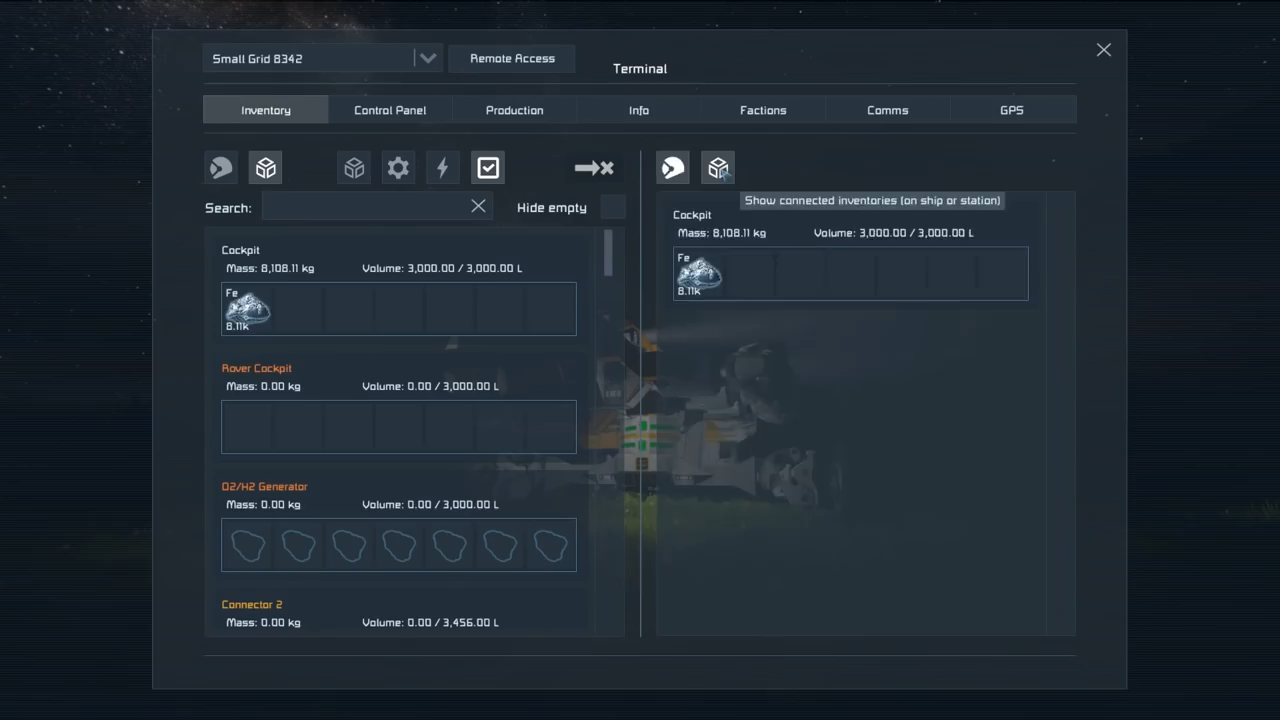 Small Grid 8342
Remote Access
Terminal
Inventory
Control Panel
Production
Info
Factions
Comms
GPS
Search:
Hide empty
Cockpit
Mass: 8,108.11 kg Volume: 3,000.00 / 3,000.00 L
Fe
8.11k
Rover Cockpit
Mass: 0.00 kg Volume: 0.00 / 3,000.00 L
O2/H2 Generator
Mass: 0.00 kg Volume: 0.00 / 3,000.00 L
Connector 2
Mass: 0.00 kg Volume: 0.00 / 3,456.00 L
Show connected inventories (on ship or station)
Cockpit
Mass: 8,108.11 kg Volume: 3,000.00 / 3,000.00 L
Fe
8.11k